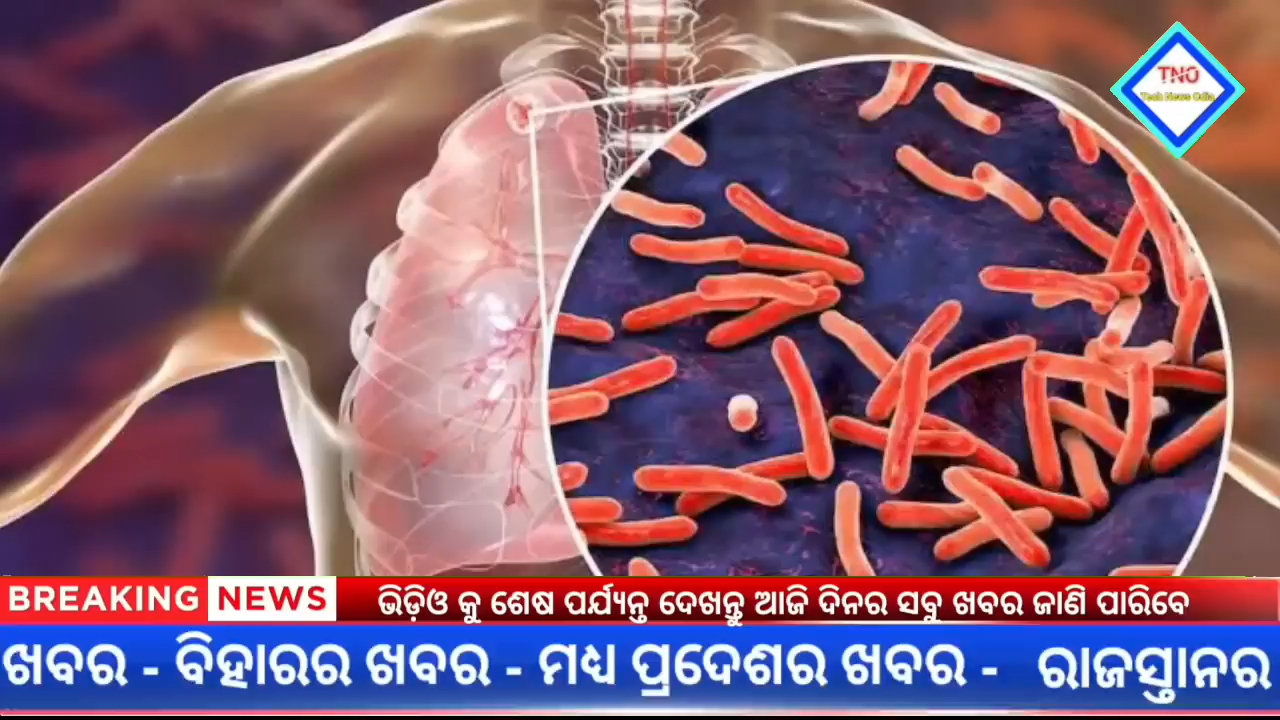 TNO
Tech News Odia
BREAKING NEWS
ଭିଡ଼ିଓ କୁ ଶେଷ ପର୍ଯ୍ୟନ୍ତ ଦେଖନ୍ତୁ ଆଜି ଦିନର ସବୁ ଖବର ଜାଣି ପାରିବେ
ଖବର - ବିହାରର ଖବର - ମଧ୍ୟ ପ୍ରଦେଶର ଖବର - ରାଜସ୍ତାନର